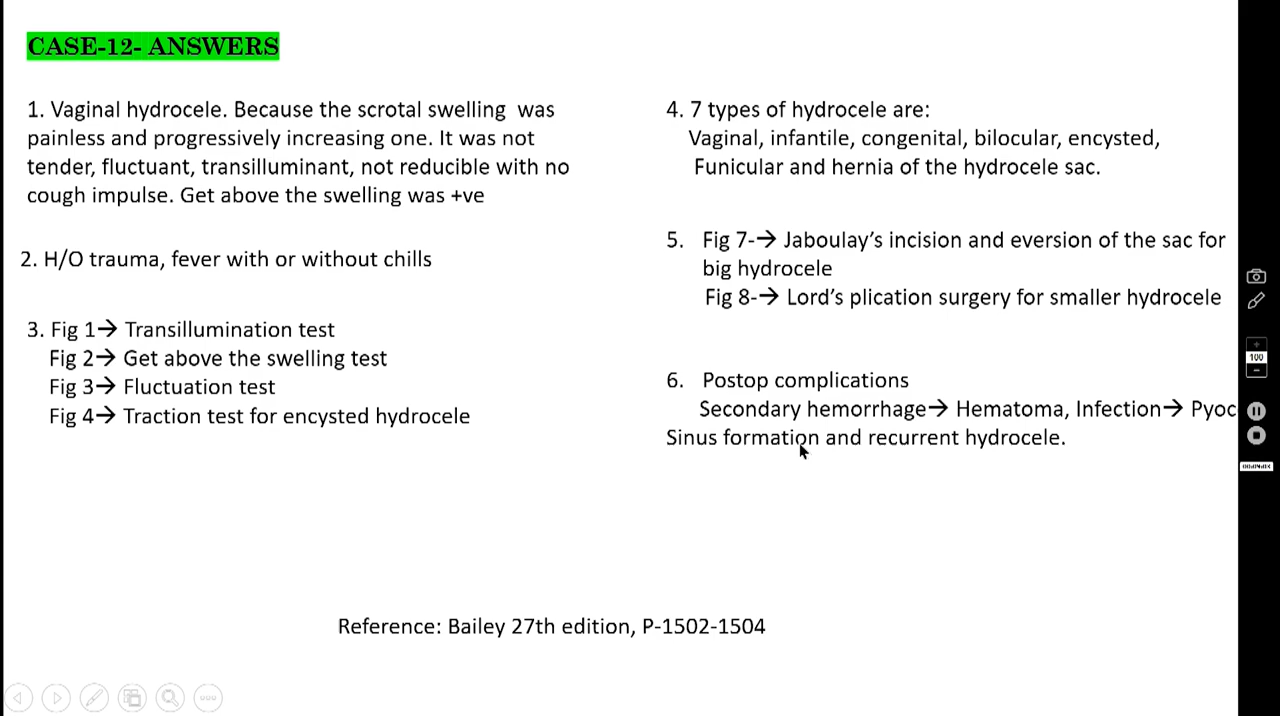 CASE-12- ANSWERS
1. Vaginal hydrocele. Because the scrotal swelling was
painless and progressively increasing one. It was not
tender, fluctuant, transilluminant, not reducible with no
cough impulse. Get above the swelling was +ve
2. H/O trauma, fever with or without chills
3. Fig 1→ Transillumination test
Fig 2→ Get above the swelling test
Fig 3→ Fluctuation test
Fig 4→ Traction test for encysted hydrocele
4. 7 types of hydrocele are:
Vaginal, infantile, congenital, bilocular, encysted,
Funicular and hernia of the hydrocele sac.
5. Fig 7-→ Jaboulay’s incision and eversion of the sac for
big hydrocele
Fig 8-→ Lord’s plication surgery for smaller hydrocele
6. Postop complications
Secondary hemorrhage→ Hematoma, Infection→ Pyoc
Sinus formation and recurrent hydrocele.
Reference: Bailey 27th edition, P-1502-1504
100